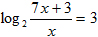 log₂ (7x+3)/x = 3